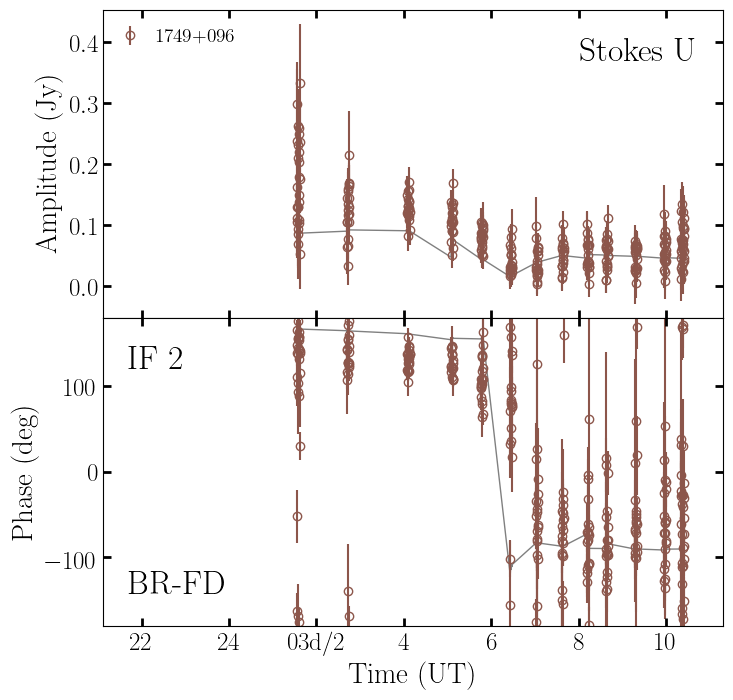 1749+096
Stokes U
0.4
0.3
0.2
0.1
0.0
Amplitude (Jy)
IF 2
100
0
−100
Phase (deg)
BR-FD
22 24 03d/2 4 6 8 10
Time (UT)